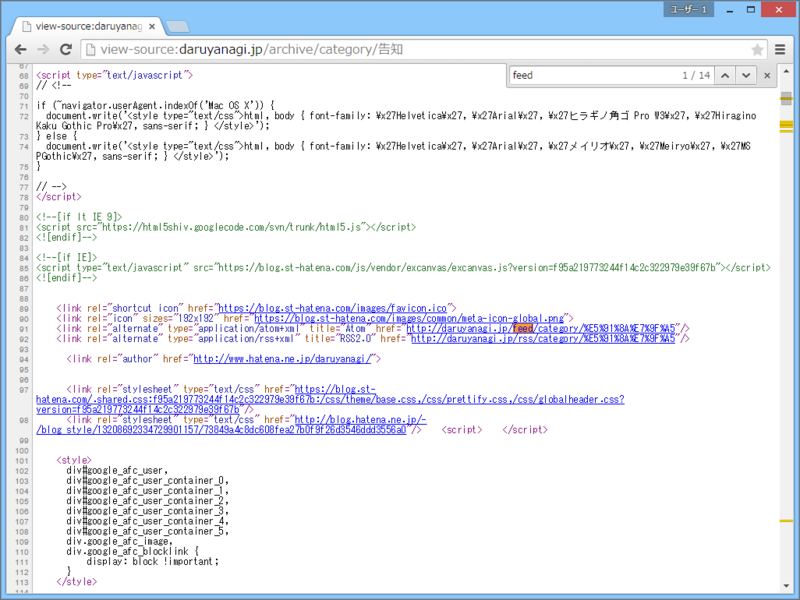 ユーザー 1
view-source:daruyanag
view-source:daruyanagi.jp/archive/category/告知
feed 1 / 14
67
68 <script type="text/javascript">
69 // <!--
70
71 if (~navigator.userAgent.indexOf('Mac OS X')) {
72 document.write('<style type="text/css">html, body { font-family: ¥x27Helvetica¥x27, ¥x27Arial¥x27, ¥x27ヒラギノ角ゴ Pro W3¥x27, ¥x27Hiragino
Kaku Gothic Pro¥x27, sans-serif; } </style>');
73 } else {
74 document.write('<style type="text/css">html, body { font-family: ¥x27Helvetica¥x27, ¥x27Arial¥x27, ¥x27メイリオ¥x27, ¥x27Meiryo¥x27, ¥x27MS
PGothic¥x27, sans-serif; } </style>');
75 }
76
77 // -->
78 </script>
79
80 <!--[if lt IE 9]>
81 <script src="https://html5shiv.googlecode.com/svn/trunk/html5.js"></script>
82 <![endif]-->
83
84 <!--[if IE]>
85 <script type="text/javascript" src="https://blog.st-hatena.com/js/vendor/excanvas/excanvas.js?version=f95a219773244f14c2c322979e39f67b"></script>
86 <![endif]-->
87
88
89 <link rel="shortcut icon" href="https://blog.st-hatena.com/images/favicon.ico">
90 <link rel="icon" sizes="192x192" href="https://blog.st-hatena.com/images/common/meta-icon-global.png">
91 <link rel="alternate" type="application/atom+xml" title="Atom" href="http://daruyanagi.jp/feed/category/%E5%91%8A%E7%9F%A5"/>
92 <link rel="alternate" type="application/rss+xml" title="RSS2.0" href="http://daruyanagi.jp/rss/category/%E5%91%8A%E7%9F%A5"/>
93
94 <link rel="author" href="http://www.hatena.ne.jp/daruyanagi/">
95
96
97 <link rel="stylesheet" type="text/css" href="https://blog.st-
hatena.com/.shared.css:f95a219773244f14c2c322979e39f67b:/css/theme/base.css,/css/prettify.css,/css/globalheader.css?
version=f95a219773244f14c2c322979e39f67b"/>
98 <link rel="stylesheet" type="text/css" href="http://blog.hatena.ne.jp/-
/blog_style/13208692334729901157/73849a4c8dc608fea27b0f9f26d3546ddd3556a0"/> <script> </script>
99
100
101 <style>
102 div#google_afc_user,
103 div#google_afc_user_container_0,
104 div#google_afc_user_container_1,
105 div#google_afc_user_container_2,
106 div#google_afc_user_container_3,
107 div#google_afc_user_container_4,
108 div#google_afc_user_container_5,
109 div.google_afc_image,
110 div.google_afc_blocklink {
111 display: block !important;
112 }
113 </style>